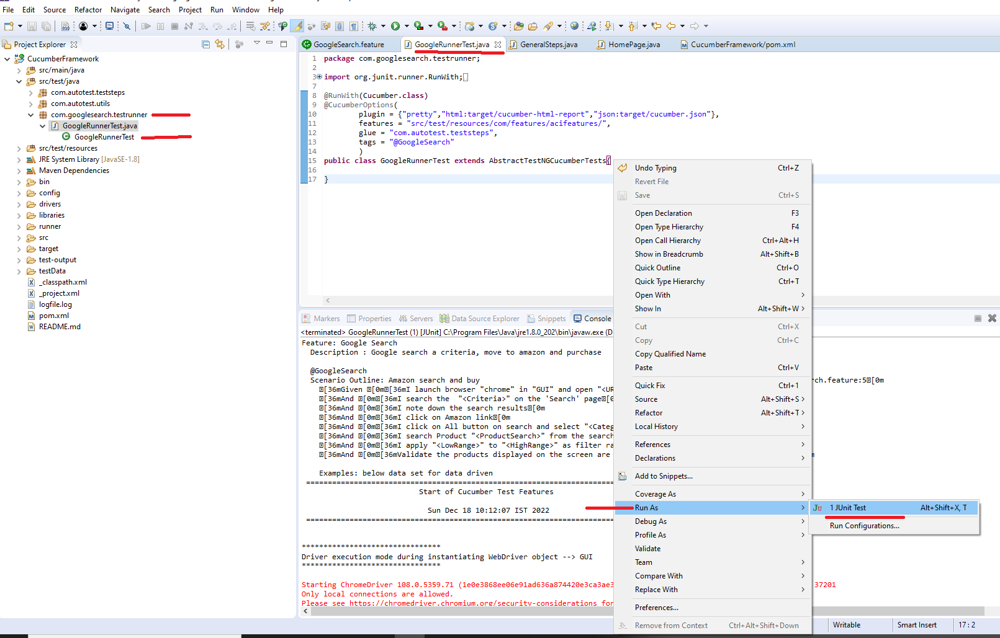 File Edit Source Refactor Navigate Search Project Run Window Help
Project Explorer
CucumberFramework
src/main/java
src/test/java
com.autotest.teststeps
com.autotest.utils
com.googlesearch.testrunner
GoogleRunnerTest.java
GoogleRunnerTest
src/test/resources
JRE System Library [JavaSE-1.8]
Maven Dependencies
bin
config
drivers
libraries
runner
src
target
test-output
testData
_classpath.xml
_project.xml
logfile.log
pom.xml
README.md
GoogleSearch.feature GoogleRunnerTest.java GeneralSteps.java HomePage.java CucumberFramework/pom.xml
1 package com.googlesearch.testrunner;
2
3 import org.junit.runner.RunWith;
7
8 @RunWith(Cucumber.class)
9 @CucumberOptions(
10 plugin = {"pretty","html:target/cucumber-html-report","json:target/cucumber.json"},
11 features = "src/test/resources/com/features/acifeatures/",
12 glue = "com.autotest.teststeps",
13 tags = "@GoogleSearch"
14 )
15 public class GoogleRunnerTest extends AbstractTestNGCucumberTests{
16
17 }
Markers Properties Servers Data Source Explorer Snippets Console
<terminated> GoogleRunnerTest (1) [JUnit] C:\Program Files\Java\jre1.8.0_202\bin\javaw.exe (D
Feature: Google Search
Description : Google search a criteria, move to amazon and purchase
@GoogleSearch
Scenario Outline: Amazon search and buy rch.feature:5[0m
[36mGiven [0m[36mI launch browser "chrome" in "GUI" and open "<UR
[36mAnd [0m[36mI search the "<Criteria>" on the 'Search' page[0
[36mAnd [0m[36mI note down the search results[0m
[36mAnd [0m[36mI click on Amazon link[0m
[36mAnd [0m[36mI click on All button on search and select "<Categ
[36mAnd [0m[36mI search Product "<ProductSearch>" from the search
[36mAnd [0m[36mI apply "<LowRange>" to "<HighRange>" as filter ra
[36mAnd [0m[36mValidate the products displayed on the screen are m
Examples: below data set for data driven
========================================================================
Start of Cucumber Test Features
Sun Dec 18 10:12:07 IST 2022
========================================================================
********************************
Driver execution mode during instantiating WebDriver object --> GUI
********************************
Starting ChromeDriver 108.0.5359.71 (1e0e3868ee06e91ad636a874420e3ca3ae3 37201
Only local connections are allowed.
Please see https://chromedriver.chromium.org/security-considerations for
Undo Typing Ctrl+Z
Revert File
Save Ctrl+S
Open Declaration F3
Open Type Hierarchy F4
Open Call Hierarchy Ctrl+Alt+H
Show in Breadcrumb Alt+Shift+B
Quick Outline Ctrl+O
Quick Type Hierarchy Ctrl+T
Open With
Show In Alt+Shift+W
Cut Ctrl+X
Copy Ctrl+C
Copy Qualified Name
Paste Ctrl+V
Quick Fix Ctrl+1
Source Alt+Shift+S
Refactor Alt+Shift+T
Local History
References
Declarations
Add to Snippets...
Coverage As
Run As
Debug As
Profile As
Validate
Team
Compare With
Replace With
Preferences...
Remove from Context Ctrl+Alt+Shift+Down
1 JUnit Test Alt+Shift+X, T
Run Configurations...
Writable Smart Insert 17 : 2